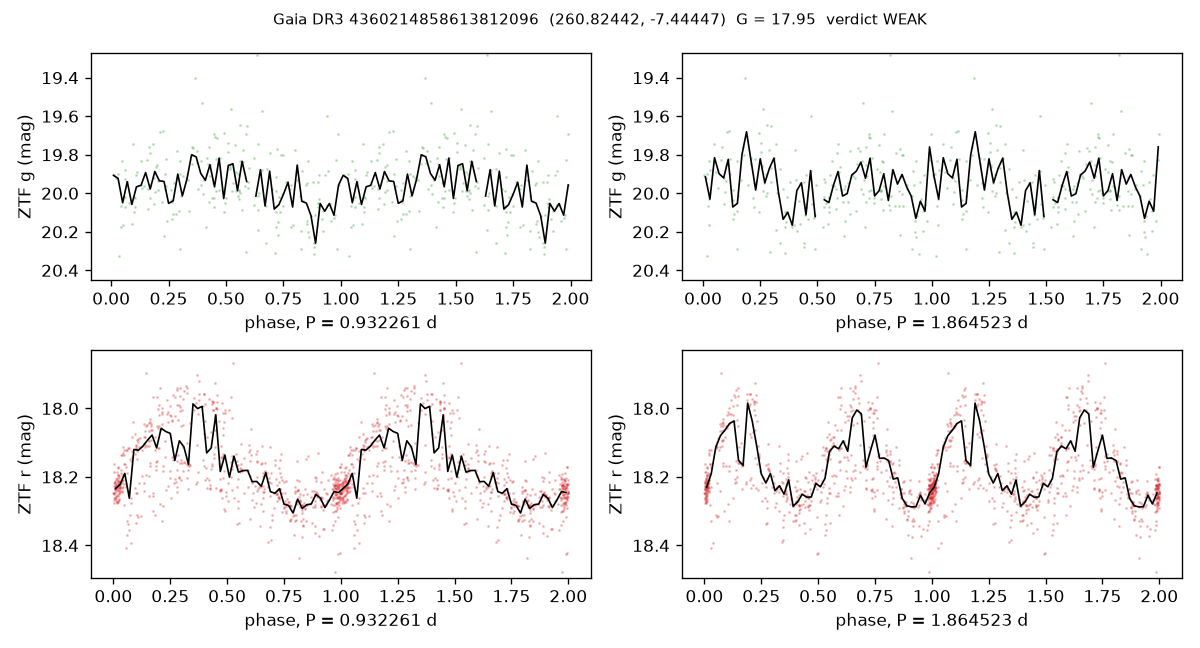 Gaia DR3 4360214858613812096 (260.82442, -7.44447) G = 17.95 verdict WEAK
ZTF g (mag)
19.4
19.6
19.8
20.0
20.2
20.4
0.00 0.25 0.50 0.75 1.00 1.25 1.50 1.75 2.00
phase, P = 0.932261 d
ZTF g (mag)
19.4
19.6
19.8
20.0
20.2
20.4
0.00 0.25 0.50 0.75 1.00 1.25 1.50 1.75 2.00
phase, P = 1.864523 d
ZTF r (mag)
18.0
18.2
18.4
0.00 0.25 0.50 0.75 1.00 1.25 1.50 1.75 2.00
phase, P = 0.932261 d
ZTF r (mag)
18.0
18.2
18.4
0.00 0.25 0.50 0.75 1.00 1.25 1.50 1.75 2.00
phase, P = 1.864523 d